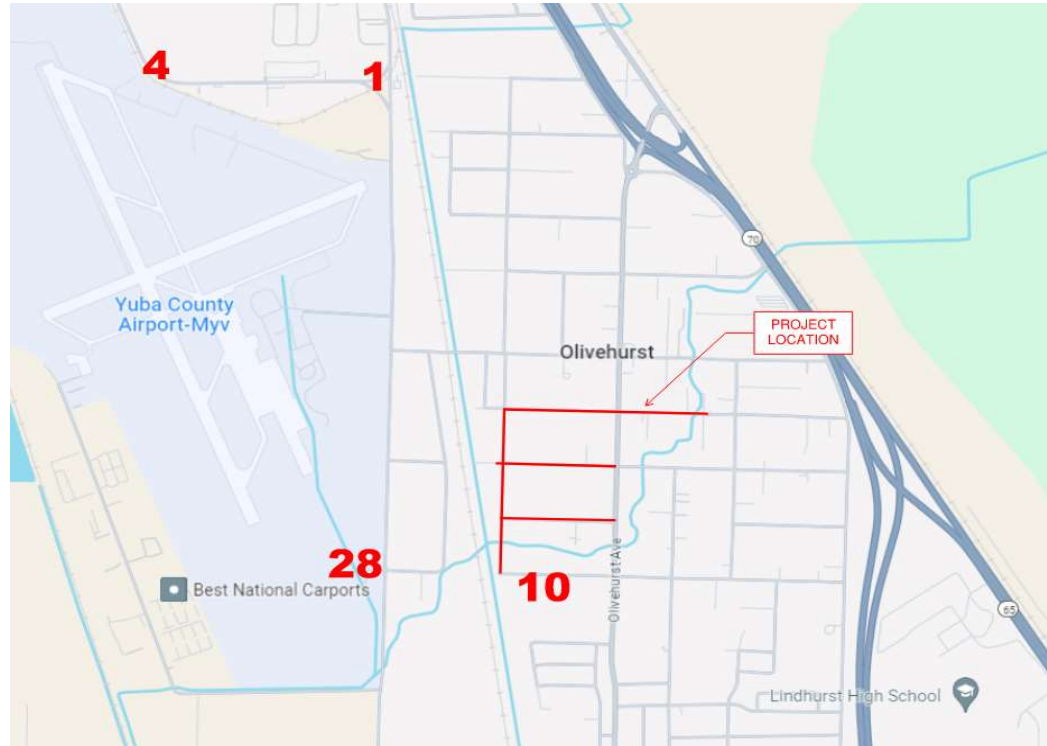 4
1
70
Yuba County
Airport-Myv
PROJECT
LOCATION
Olivehurst
28
Best National Carports
10
Olivehurst Ave
65
Lindhurst High School